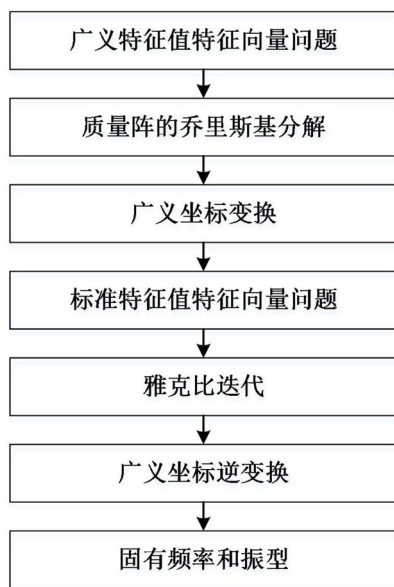 广义特征值特征向量问题
质量阵的乔里斯基分解
广义坐标变换
标准特征值特征向量问题
雅克比迭代
广义坐标逆变换
固有频率和振型